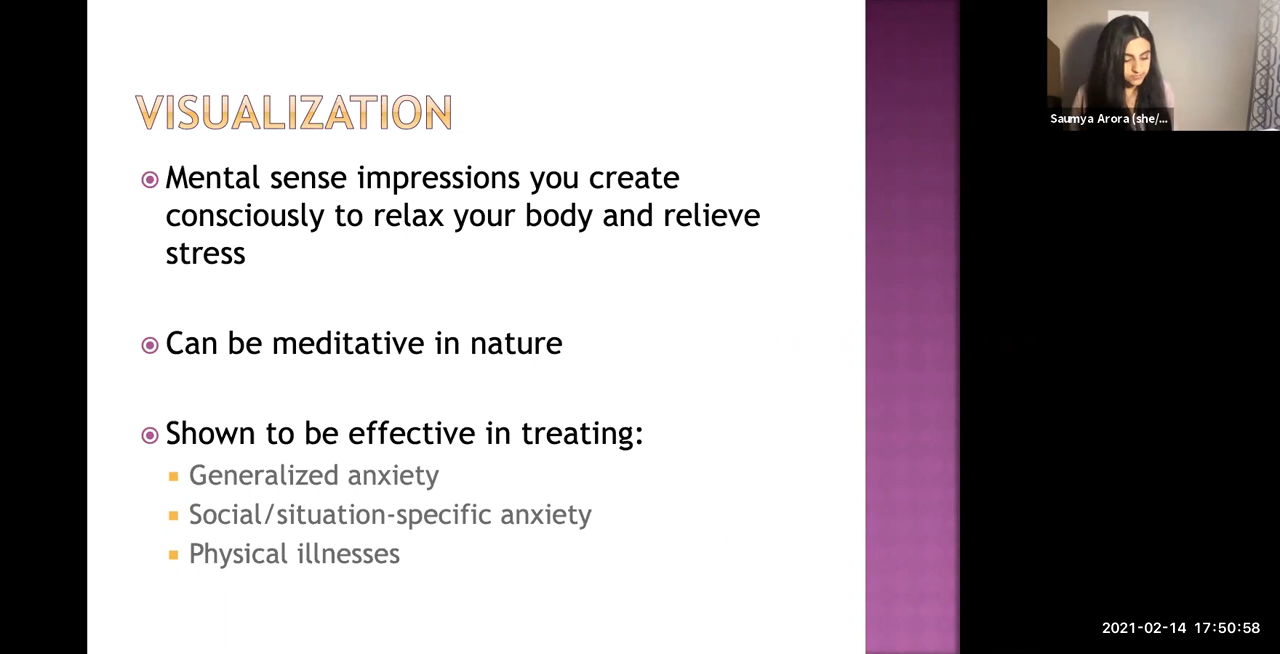 VISUALIZATION
Mental sense impressions you create
consciously to relax your body and relieve
stress
Can be meditative in nature
Shown to be effective in treating:
Generalized anxiety
Social/situation-specific anxiety
Physical illnesses
Saumya Arora (she/...
2021-02-14 17:50:58